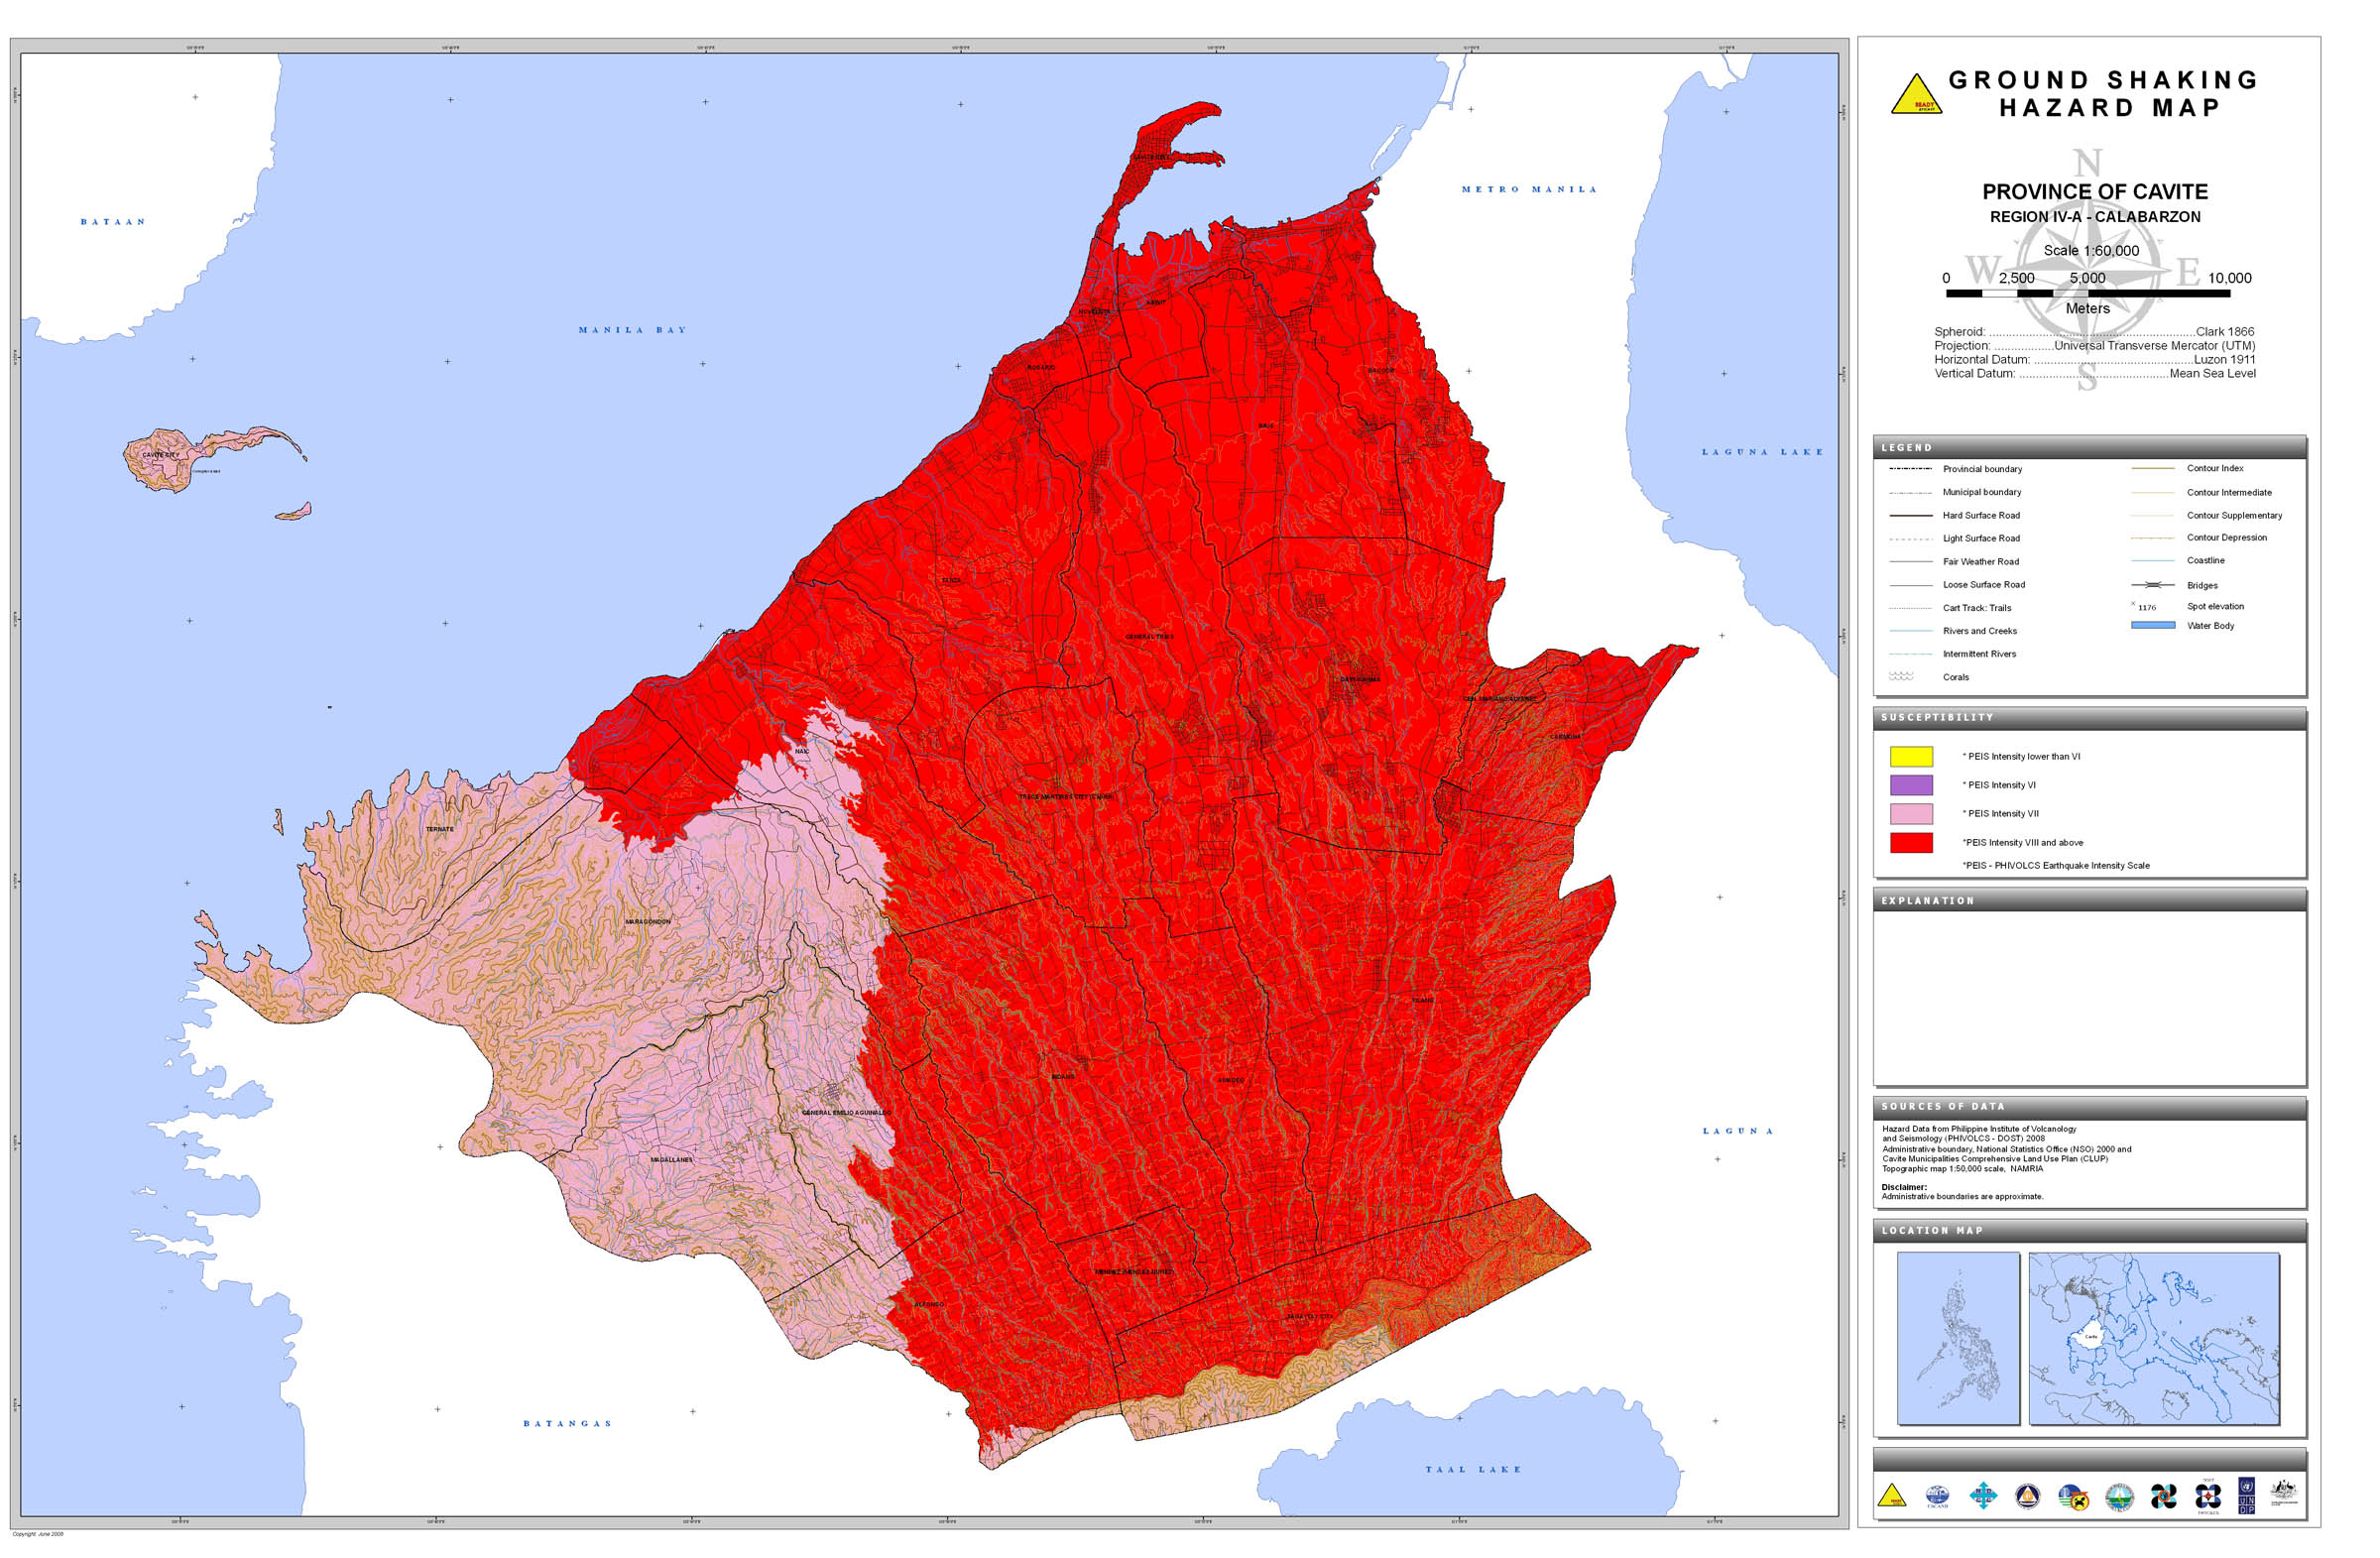 BATAAN
MANILA BAY
METRO MANILA
LAGUNA LAKE
LAGUNA
BATANGAS
TAAL LAKE
CAVITE CITY
CAVITE CITY
NOVELETA
KAWIT
ROSARIO
BACOOR
IMUS
TANZA
GENERAL TRIAS
DASMARIÑAS
GEN. MARIANO ALVAREZ
CARMONA
NAIC
TERNATE
MARAGONDON
SILANG
INDANG
AMADEO
GENERAL EMILIO AGUINALDO
MAGALLANES
ALFONSO
TAGAYTAY CITY
Copyright: June 2008
READY
GROUND SHAKING
HAZARD MAP
N
PROVINCE OF CAVITE
REGION IV-A - CALABARZON
Scale 1:60,000
W
E
0 2,500 5,000 10,000
Meters
Spheroid: Clark 1866
Projection: Universal Transverse Mercator (UTM)
Horizontal Datum: Luzon 1911
Vertical Datum: Mean Sea Level
S
LEGEND
Provincial boundary
Municipal boundary
Hard Surface Road
Light Surface Road
Fair Weather Road
Loose Surface Road
Cart Track: Trails
Rivers and Creeks
Intermittent Rivers
Corals
Contour Index
Contour Intermediate
Contour Supplementary
Contour Depression
Coastline
Bridges
× 1176 Spot elevation
Water Body
SUSCEPTIBILITY
* PEIS Intensity lower than VI
* PEIS Intensity VI
* PEIS Intensity VII
*PEIS Intensity VIII and above
*PEIS - PHIVOLCS Earthquake Intensity Scale
EXPLANATION
SOURCES OF DATA
Hazard Data from Philippine Institute of Volcanology
and Seismology (PHIVOLCS - DOST) 2008
Administrative boundary, National Statistics Office (NSO) 2000 and
Cavite Municipalities Comprehensive Land Use Plan (CLUP)
Topographic map 1:50,000 scale, NAMRIA
Disclaimer:
Administrative boundaries are approximate.
LOCATION MAP
Cavite
UN
DP